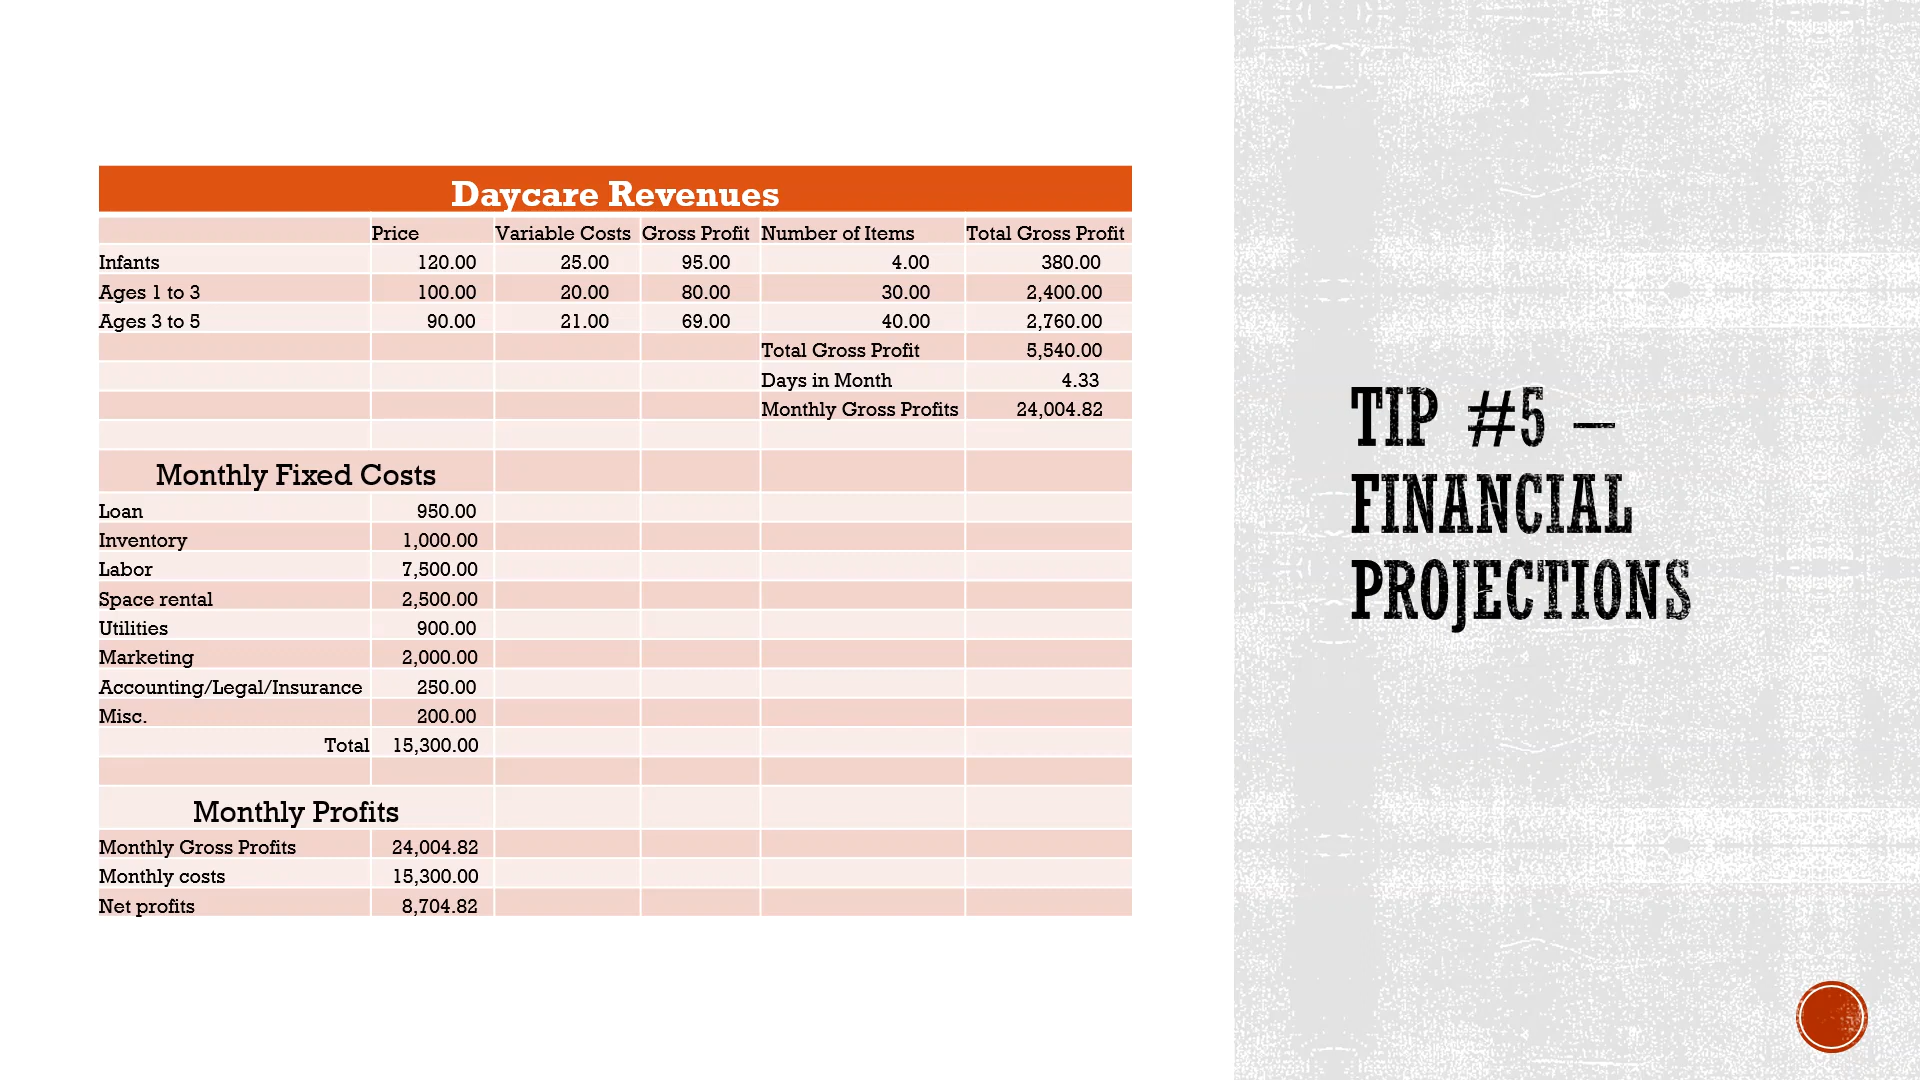 Daycare Revenues
Price Variable Costs Gross Profit Number of Items Total Gross Profit
Infants 120.00 25.00 95.00 4.00 380.00
Ages 1 to 3 100.00 20.00 80.00 30.00 2,400.00
Ages 3 to 5 90.00 21.00 69.00 40.00 2,760.00
Total Gross Profit 5,540.00
Days in Month 4.33
Monthly Gross Profits 24,004.82
Monthly Fixed Costs
Loan 950.00
Inventory 1,000.00
Labor 7,500.00
Space rental 2,500.00
Utilities 900.00
Marketing 2,000.00
Accounting/Legal/Insurance 250.00
Misc. 200.00
Total 15,300.00
Monthly Profits
Monthly Gross Profits 24,004.82
Monthly costs 15,300.00
Net profits 8,704.82
TIP #5 –
FINANCIAL
PROJECTIONS